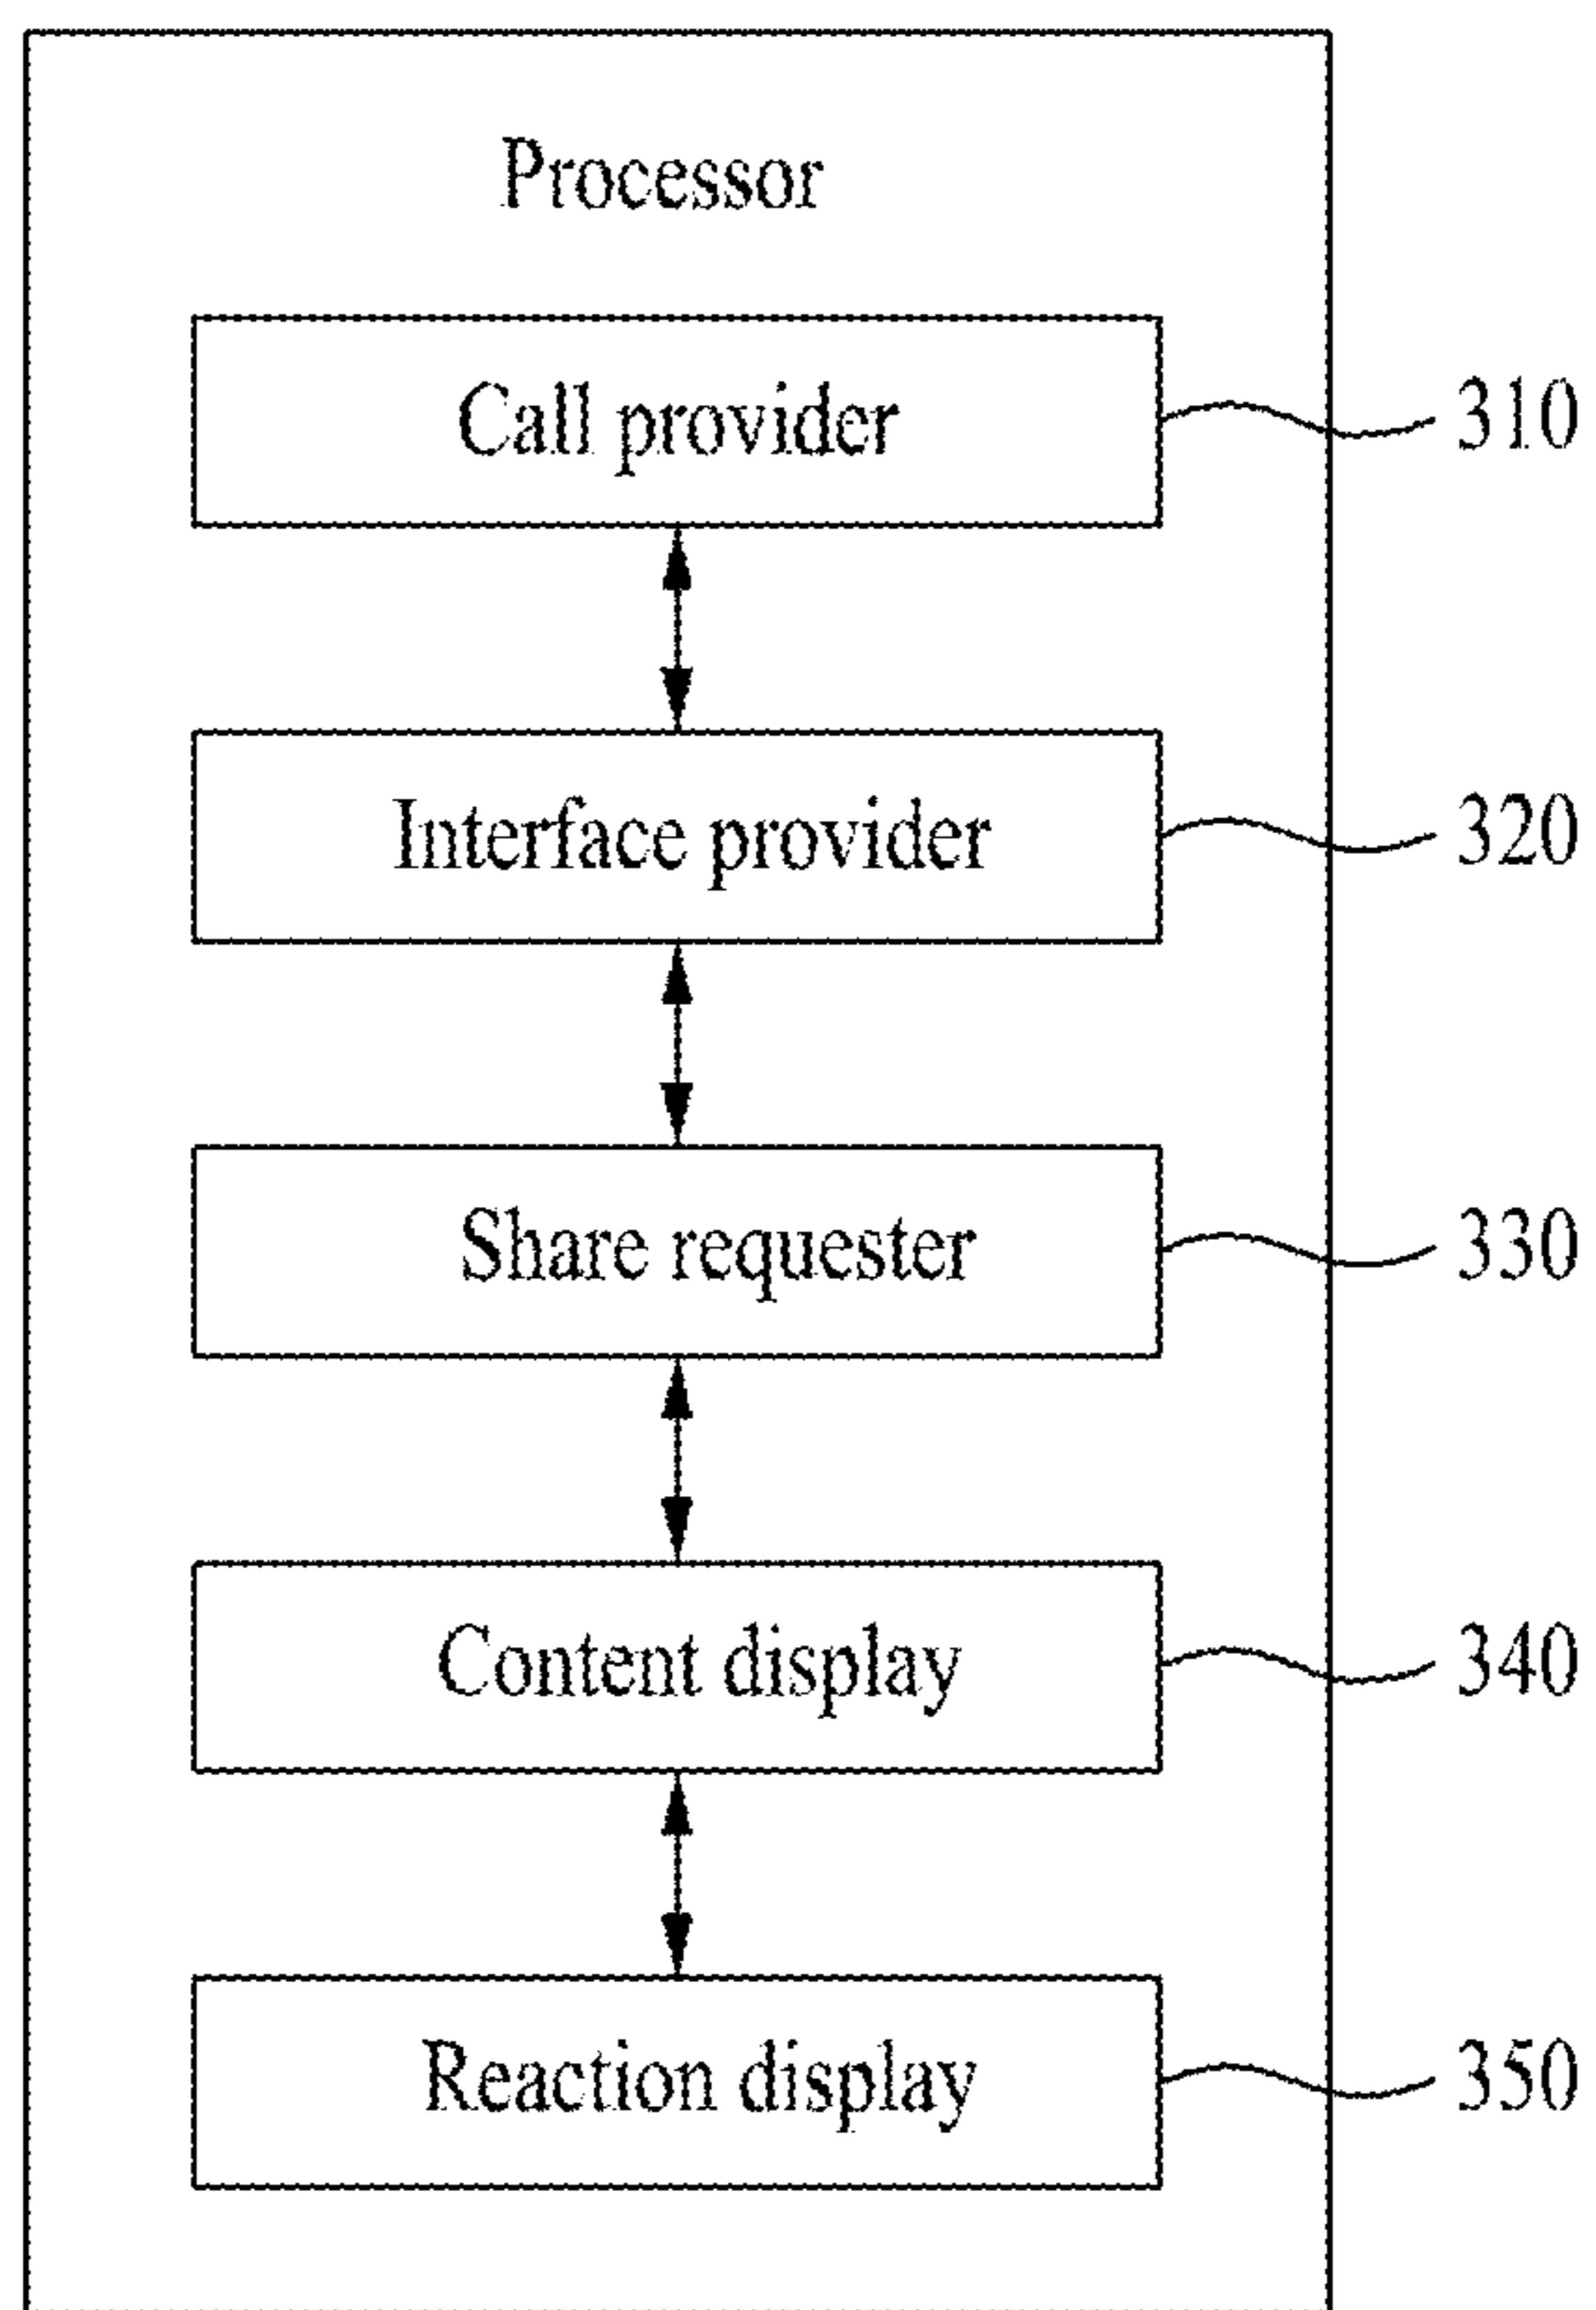 Processor
Call provider 310
Interface provider 320
Share requester 330
Content display 340
Reaction display 350